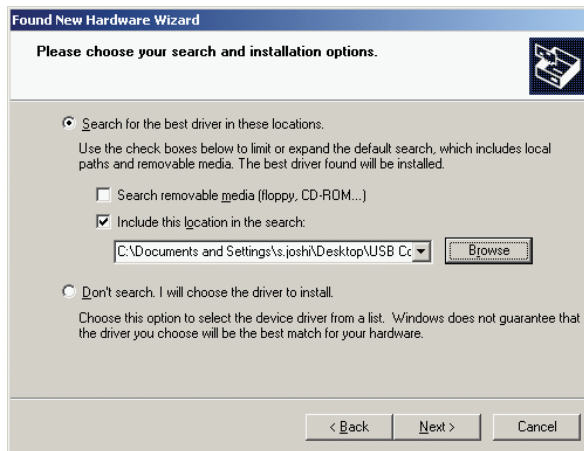 Found New Hardware Wizard
Please choose your search and installation options.
Search for the best driver in these locations.
Use the check boxes below to limit or expand the default search, which includes local
paths and removable media. The best driver found will be installed.
Search removable media (floppy, CD-ROM...)
Include this location in the search:
C:\Documents and Settings\s.joshi\Desktop\USB Cc
Browse
Don't search. I will choose the driver to install.
Choose this option to select the device driver from a list. Windows does not guarantee that
the driver you choose will be the best match for your hardware.
< Back Next > Cancel